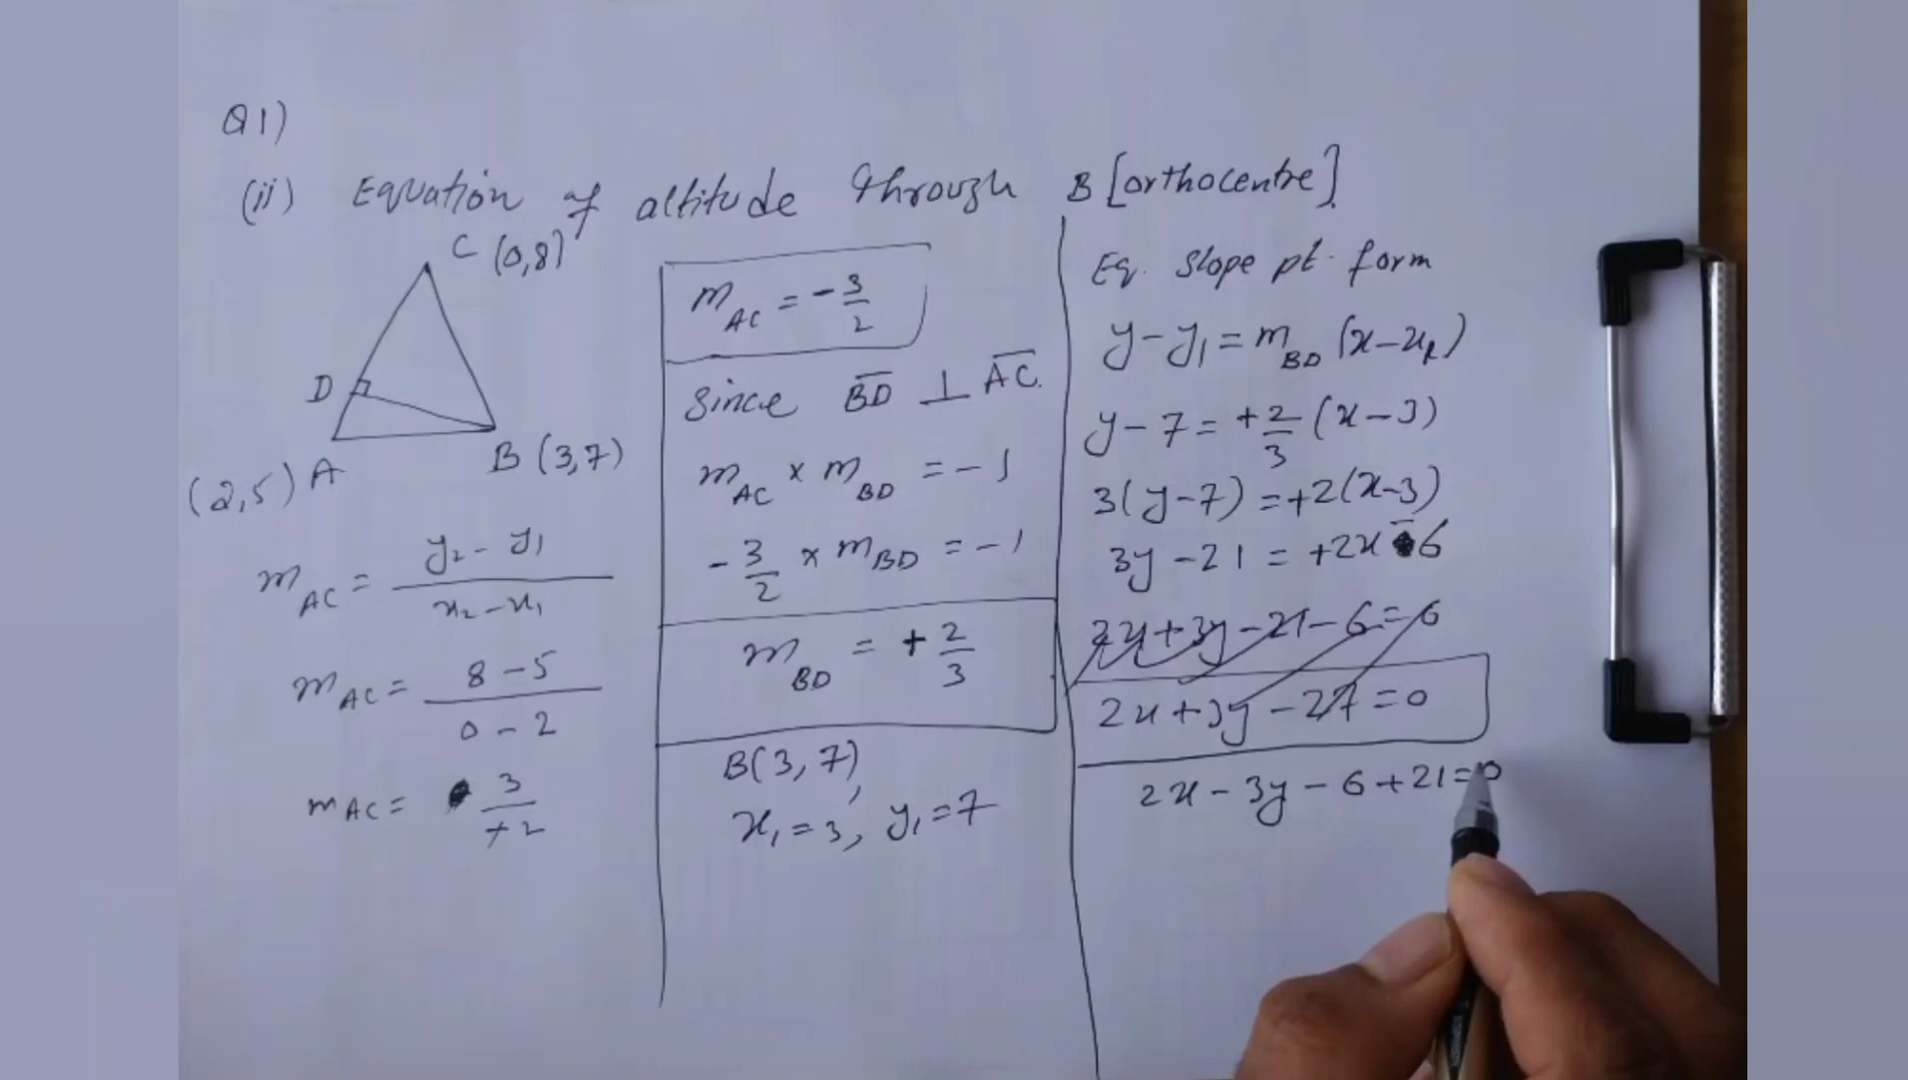 Q1)
(ii) Equation of altitude through B [orthocentre]
C (0,8)
D
B (3,7)
(2,5) A
m_AC = (y₂ - y₁)/(x₂ - x₁)
m_AC = (8 - 5)/(0 - 2)
m_AC = 3/-2
m_AC = -3/2
Since BD ⊥ AC.
m_AC × m_BD = -1
-3/2 × m_BD = -1
m_BD = +2/3
B(3, 7)
x₁ = 3, y₁ = 7
Eq. Slope pt. form
y - y₁ = m_BD (x - x₁)
y - 7 = +2/3 (x - 3)
3(y - 7) = +2(x - 3)
3y - 21 = +2x - 6
2x + 3y - 21 - 6 = 0
2x + 3y - 27 = 0
2x - 3y - 6 + 21 = 0